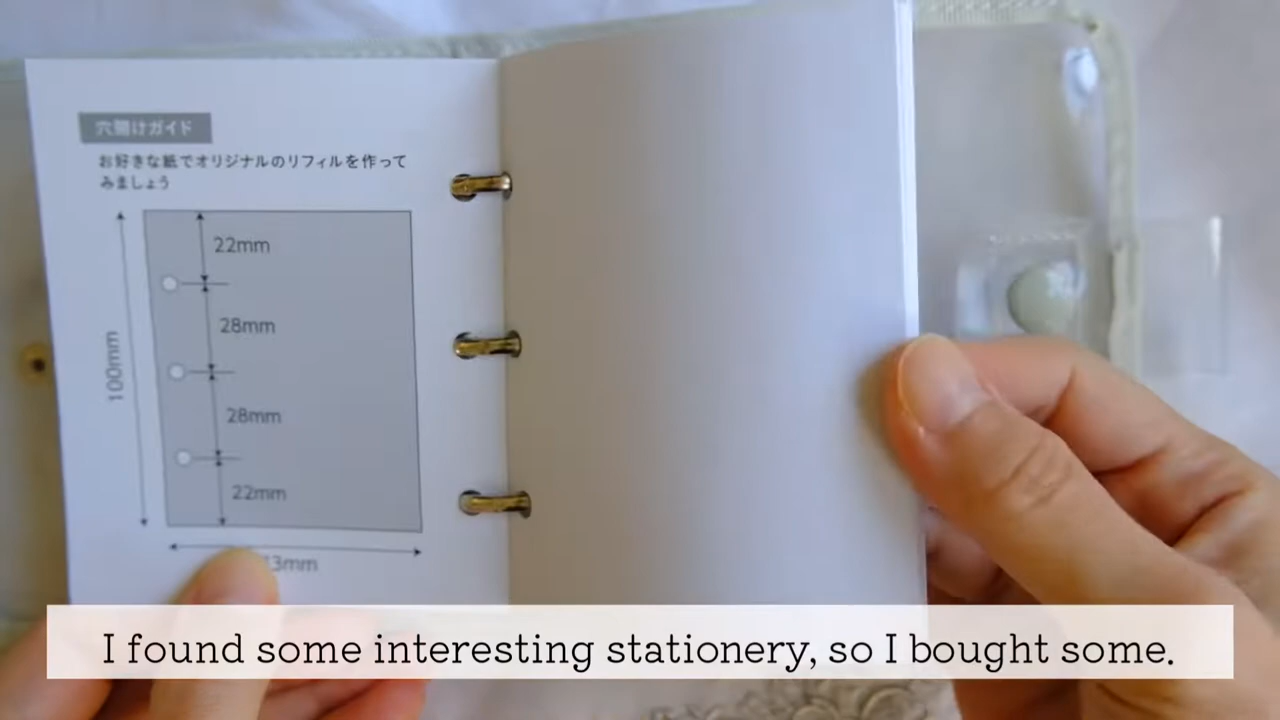 穴開けガイド
お好きな紙でオリジナルのリフィルを作って
みましょう
22mm
28mm
100mm
28mm
22mm
3mm
I found some interesting stationery, so I bought some.